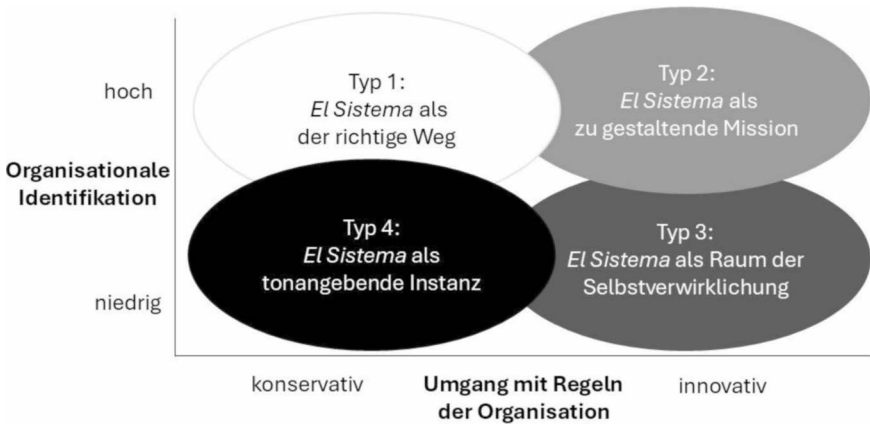 hoch
Typ 1:
El Sistema als
der richtige Weg
Typ 2:
El Sistema als
zu gestaltende Mission
Organisationale
Identifikation
Typ 4:
El Sistema als
tonangebende Instanz
Typ 3:
El Sistema als Raum der
Selbstverwirklichung
niedrig
konservativ
Umgang mit Regeln
der Organisation
innovativ